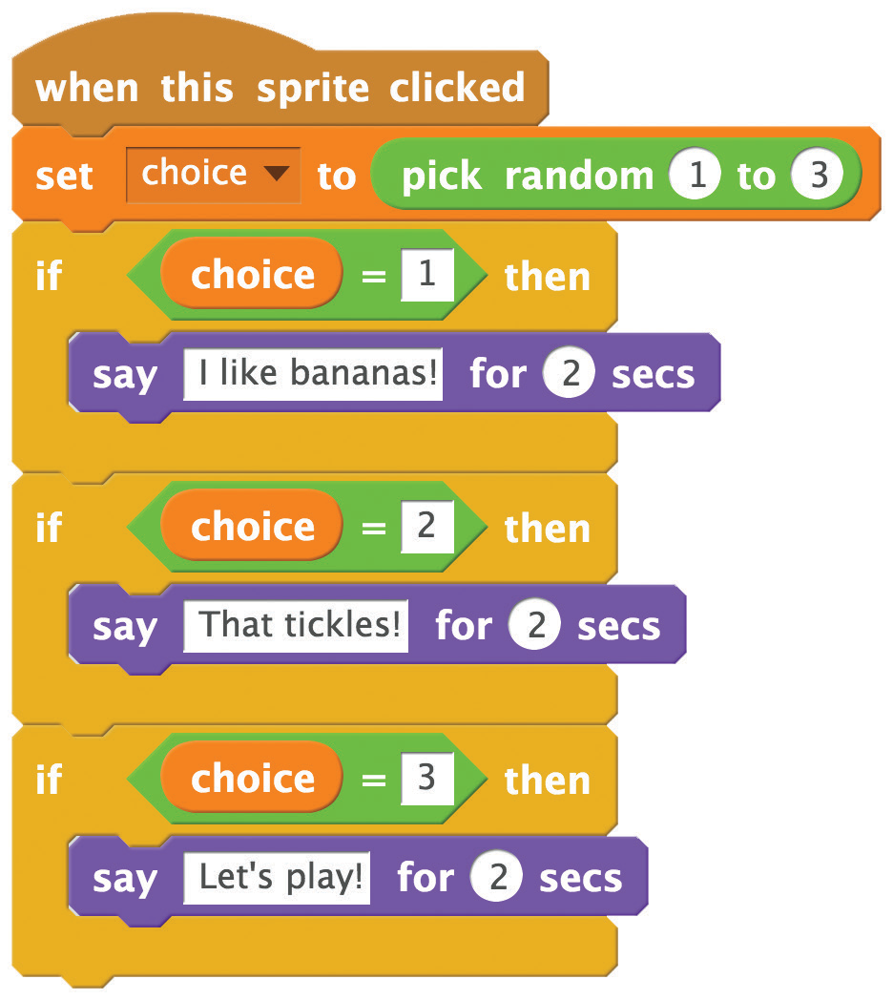 when this sprite clicked
set choice to pick random 1 to 3
if choice = 1 then
say I like bananas! for 2 secs
if choice = 2 then
say That tickles! for 2 secs
if choice = 3 then
say Let's play! for 2 secs